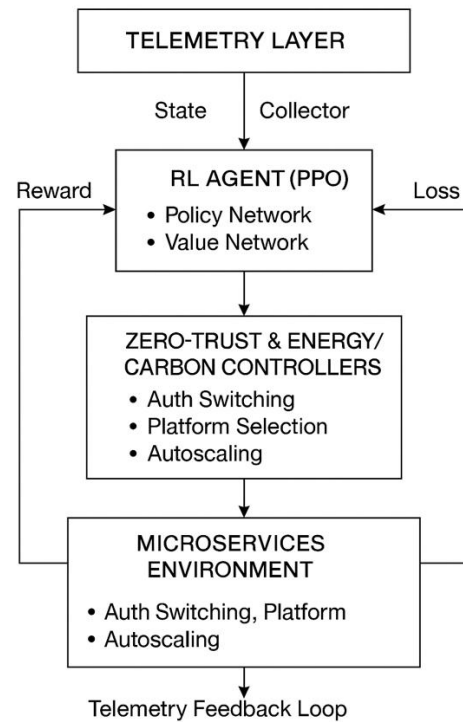 TELEMETRY LAYER
State Collector
Reward
Loss
RL AGENT (PPO)
• Policy Network
• Value Network
ZERO-TRUST & ENERGY/
CARBON CONTROLLERS
• Auth Switching
• Platform Selection
• Autoscaling
MICROSERVICES
ENVIRONMENT
• Auth Switching, Platform
• Autoscaling
Telemetry Feedback Loop